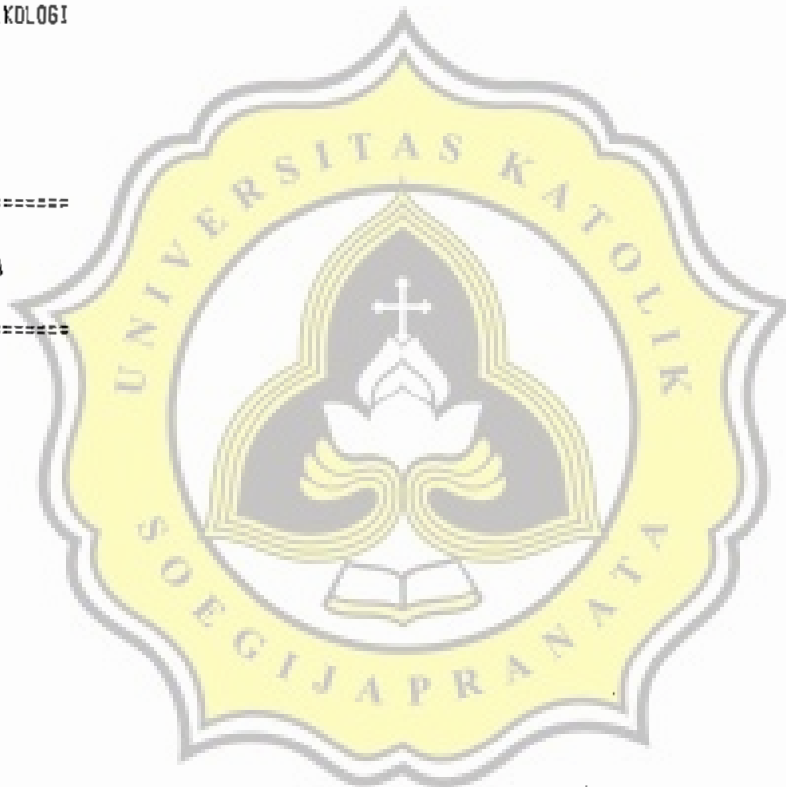 KOLOGI
======
A
======
UNIVERSITAS KATOLIK
SOEGIJAPRANATA